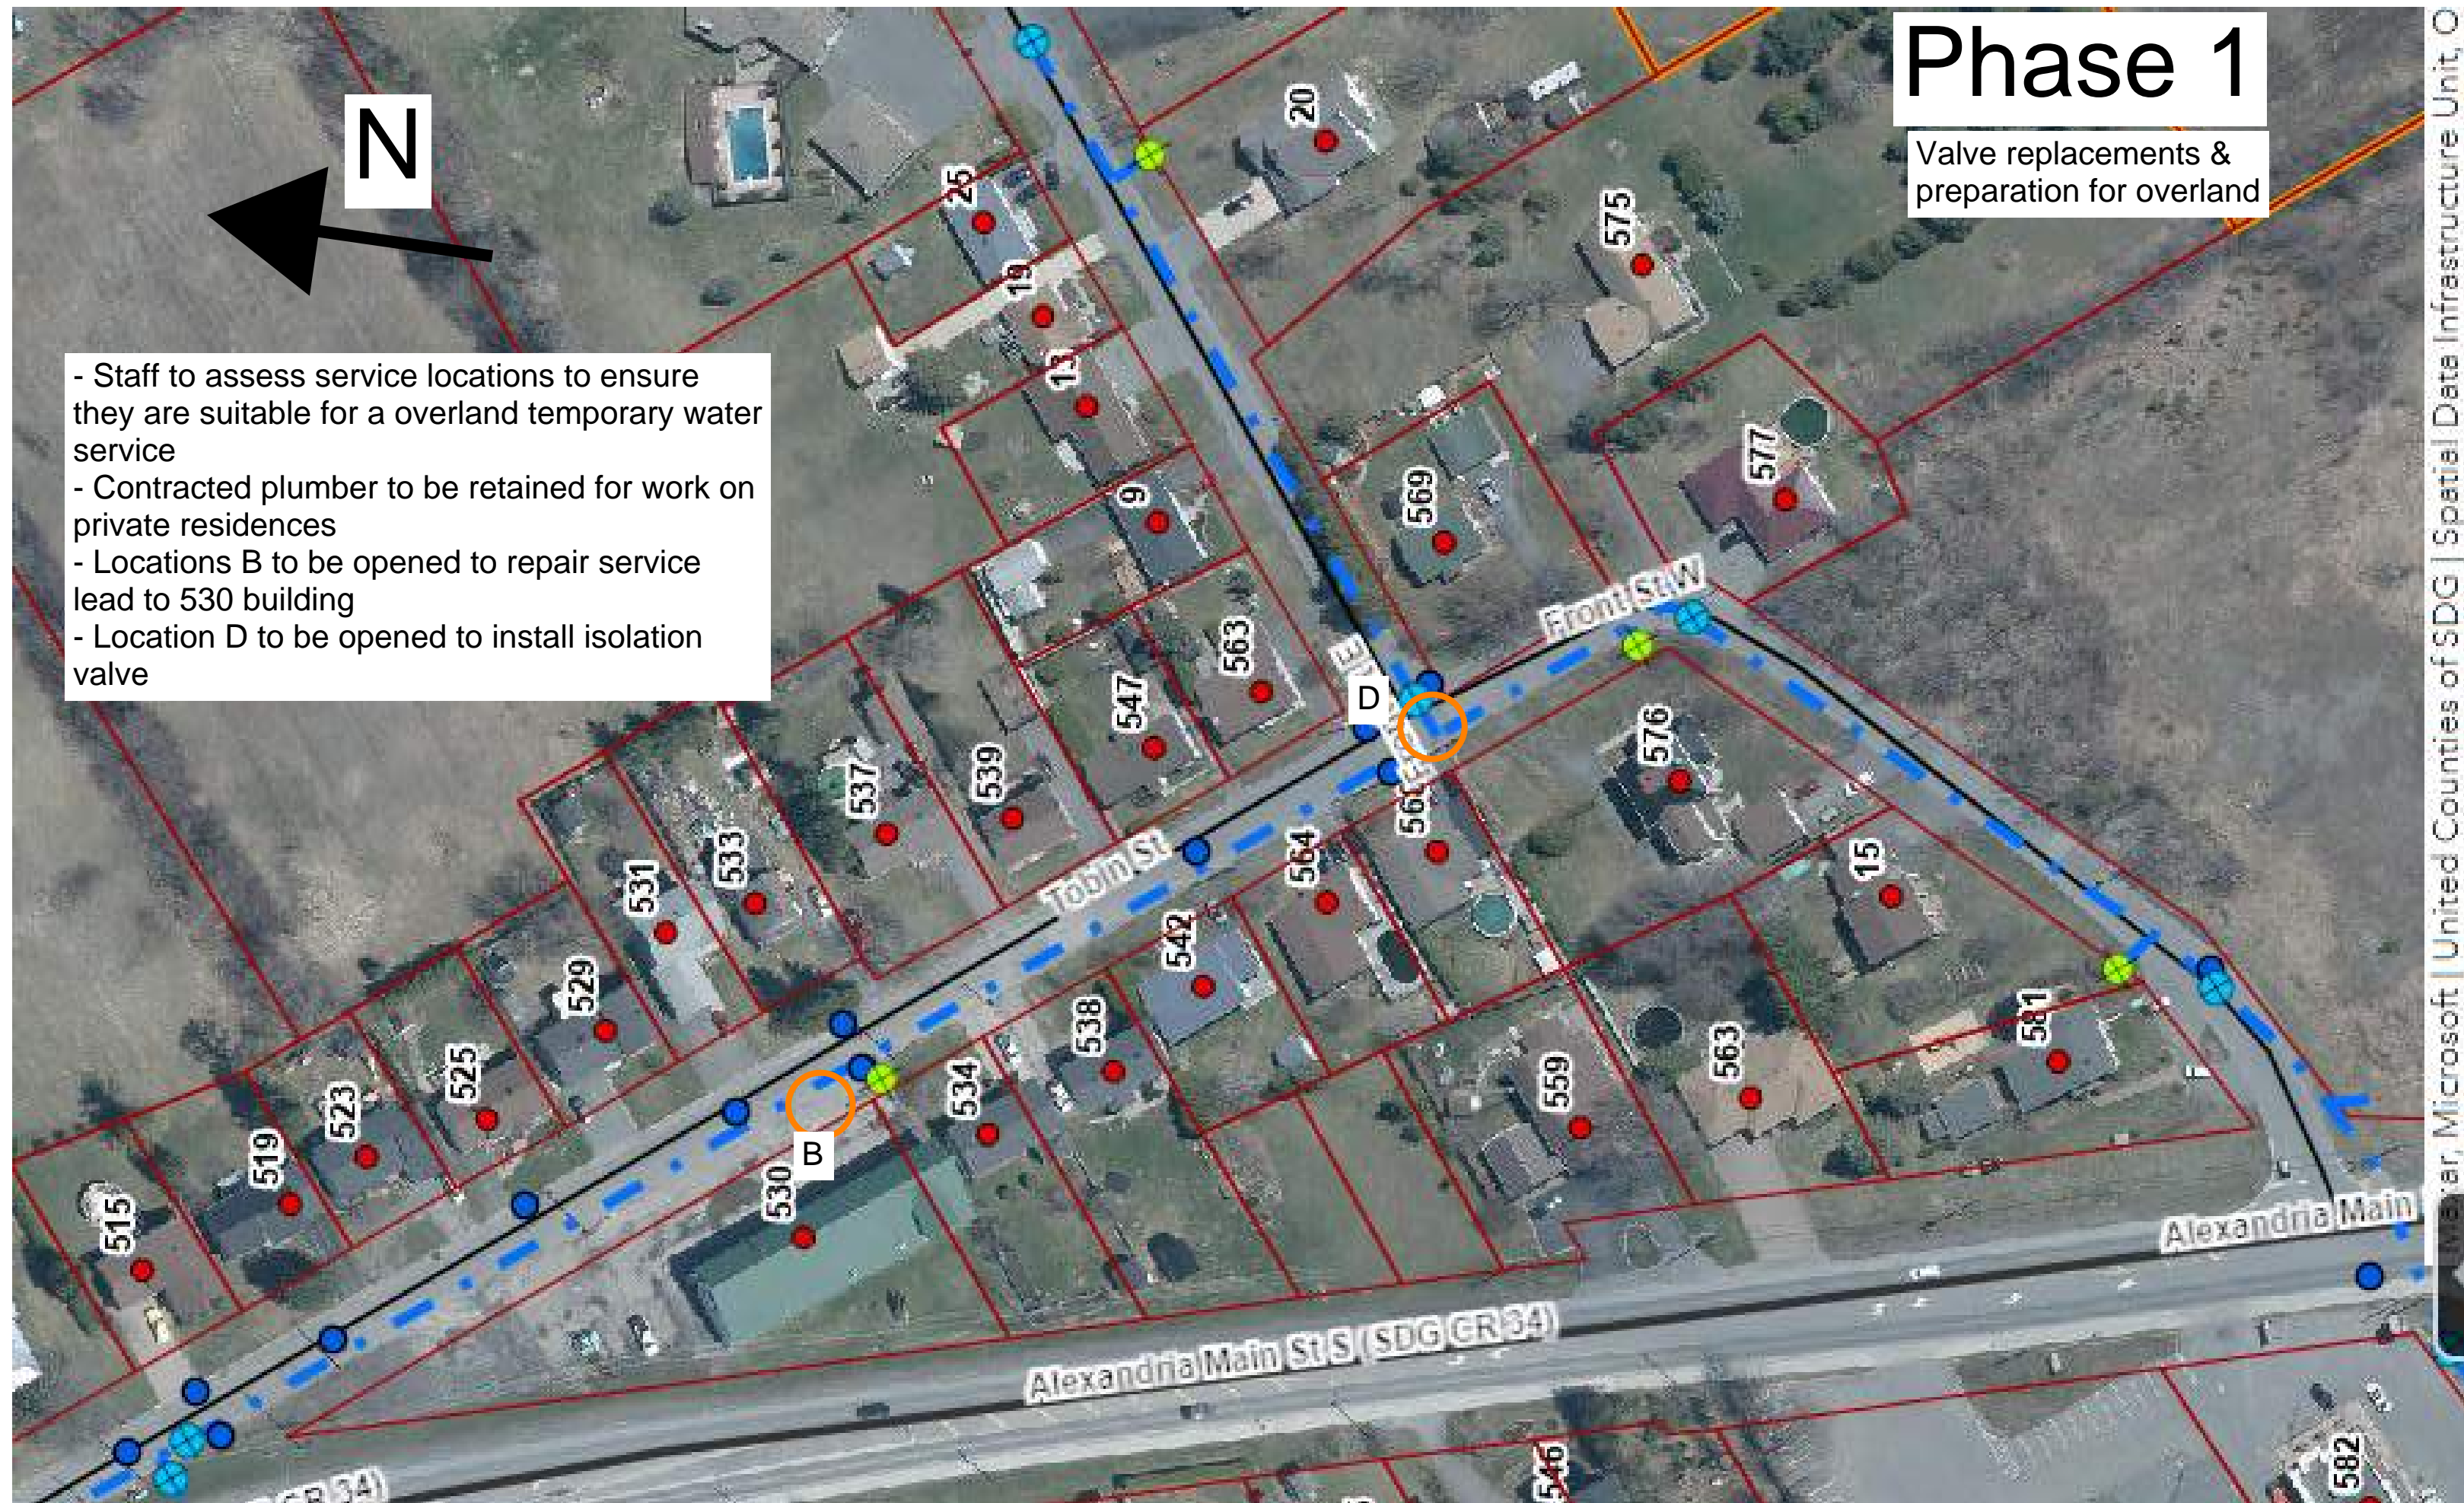 Phase 1
Valve replacements &
preparation for overland
N
- Staff to assess service locations to ensure
they are suitable for a overland temporary water
service
- Contracted plumber to be retained for work on
private residences
- Locations B to be opened to repair service
lead to 530 building
- Location D to be opened to install isolation
valve
20
25
19
13
9
575
577
569
563
547
539
537
533
531
529
525
523
519
515
Front St W
D
Tobin St
576
564
542
538
534
530
B
15
581
563
559
Alexandria Main
Alexandria Main St S (SDG CR 34)
CR 34)
546
582
Microsoft | United Counties of SDG | Spatial Data Infrastructure Unit, O